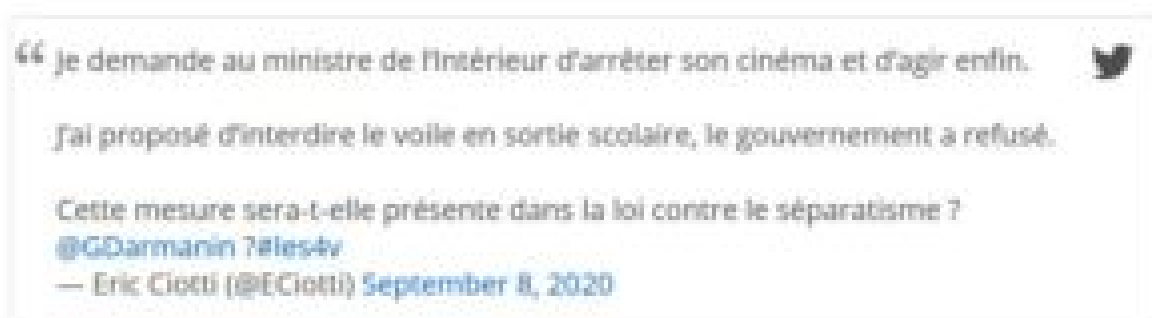 “ Je demande au ministre de l'Intérieur d'arrêter son cinéma et d'agir enfin.
J'ai proposé d'interdire le voile en sortie scolaire, le gouvernement a refusé.
Cette mesure sera-t-elle présente dans la loi contre le séparatisme ?
@GDarmanin ?#les4v
— Eric Ciotti (@ECiotti) September 8, 2020